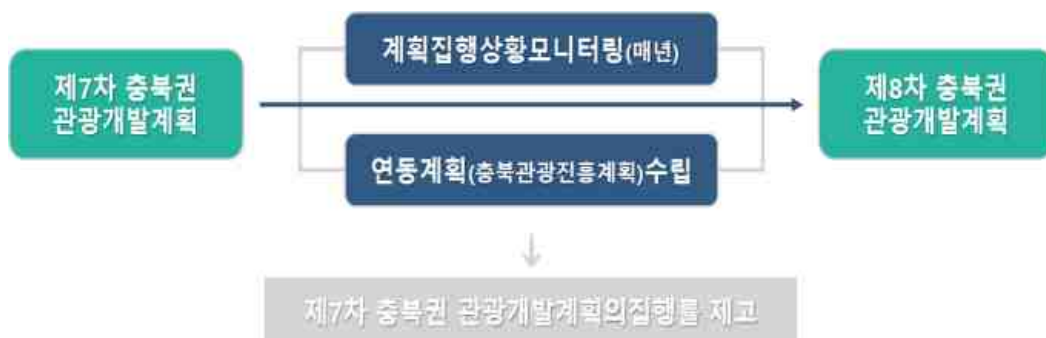 계획집행상황모니터링(매년)
제7차 충북권
관광개발계획
제8차 충북권
관광개발계획
연동계획(충북관광진흥계획)수립
제7차 충북권 관광개발계획의집행률 제고